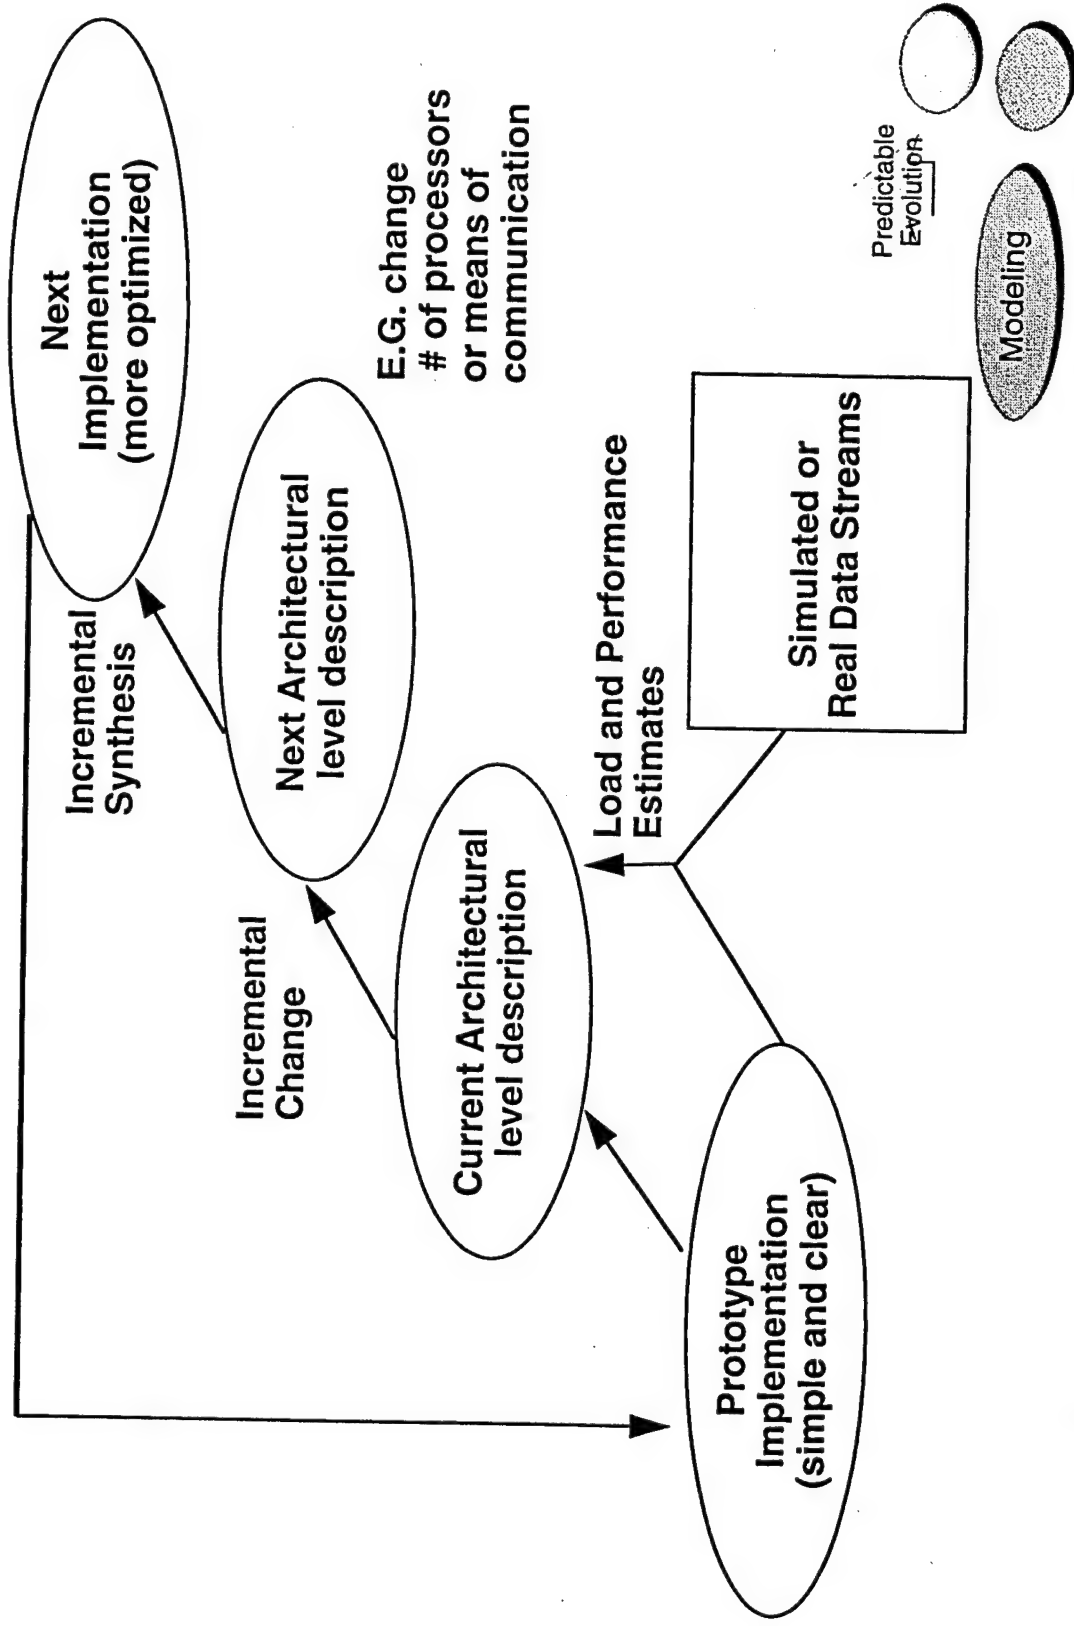 Next
Implementation
(more optimized)
Incremental
Synthesis
Next Architectural
level description
E.G. change
# of processors
or means of
communication
Incremental
Change
Current Architectural
level description
Load and Performance
Estimates
Prototype
Implementation
(simple and clear)
Simulated or
Real Data Streams
Predictable
Evolution
Modeling